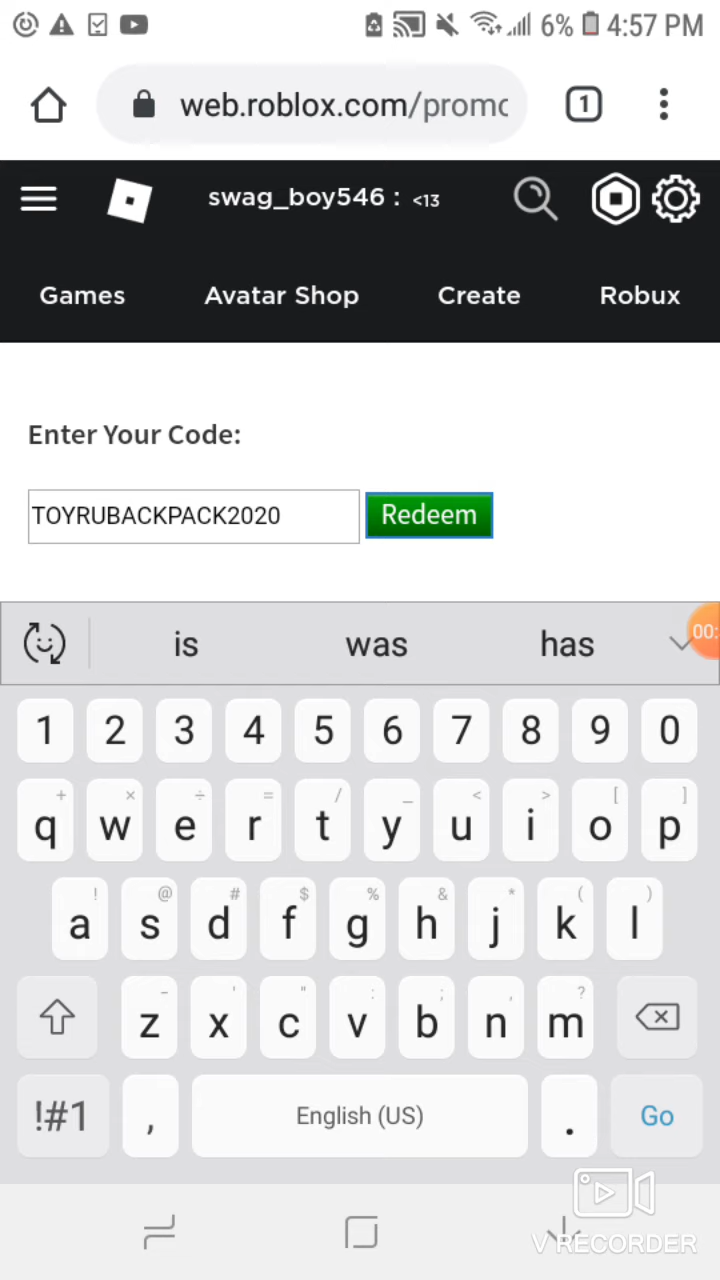 6% 4:57 PM
web.roblox.com/promo
1
swag_boy546 : <13
Games Avatar Shop Create Robux
Enter Your Code:
TOYRUBACKPACK2020 Redeem
is was has
00:
1 2 3 4 5 6 7 8 9 0
+ × ÷ = / _ < > [ ]
q w e r t y u i o p
! @ # $ % & * ( )
a s d f g h j k l
- ' " : ; , ?
z x c v b n m
!#1 , English (US) . Go
V RECORDER